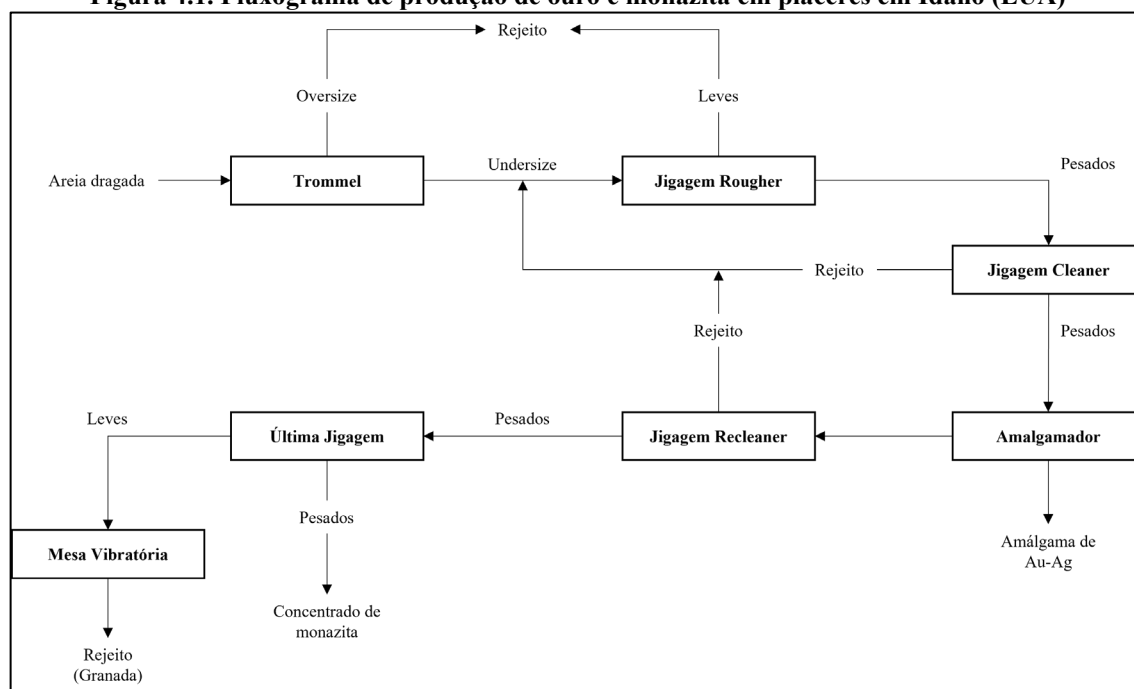 Figura 4.1: Fluxograma de produção de ouro e monazita em pláceres em Idaho (EUA)
Rejeito
Oversize
Leves
Areia dragada
Trommel
Undersize
Jigagem Rougher
Pesados
Rejeito
Jigagem Cleaner
Rejeito
Pesados
Leves
Última Jigagem
Pesados
Jigagem Recleaner
Amalgamador
Pesados
Mesa Vibratória
Amálgama de
Au-Ag
Concentrado de
monazita
Rejeito
(Granada)